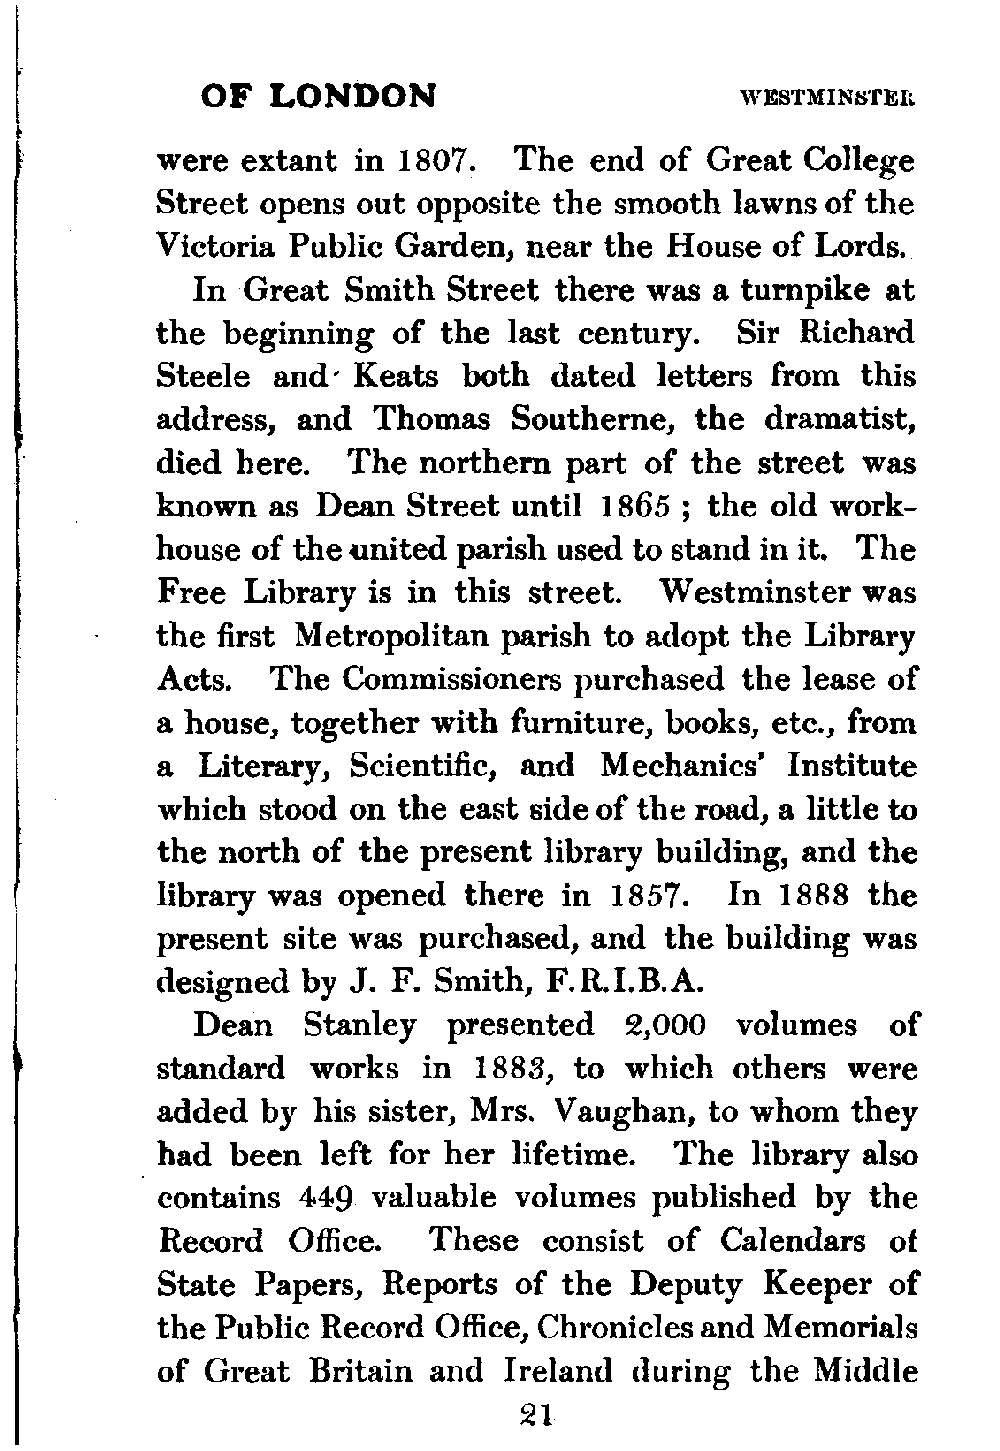 OF LONDON WESTMINSTER
were extant in 1807. The end of Great College
Street opens out opposite the smooth lawns of the
Victoria Public Garden, near the House of Lords.
In Great Smith Street there was a turnpike at
the beginning of the last century. Sir Richard
Steele and Keats both dated letters from this
address, and Thomas Southerne, the dramatist,
died here. The northern part of the street was
known as Dean Street until 1865 ; the old work-
house of the united parish used to stand in it. The
Free Library is in this street. Westminster was
the first Metropolitan parish to adopt the Library
Acts. The Commissioners purchased the lease of
a house, together with furniture, books, etc., from
a Literary, Scientific, and Mechanics' Institute
which stood on the east side of the road, a little to
the north of the present library building, and the
library was opened there in 1857. In 1888 the
present site was purchased, and the building was
designed by J. F. Smith, F.R.I.B.A.
Dean Stanley presented 2,000 volumes of
standard works in 1883, to which others were
added by his sister, Mrs. Vaughan, to whom they
had been left for her lifetime. The library also
contains 449 valuable volumes published by the
Record Office. These consist of Calendars of
State Papers, Reports of the Deputy Keeper of
the Public Record Office, Chronicles and Memorials
of Great Britain and Ireland during the Middle
21